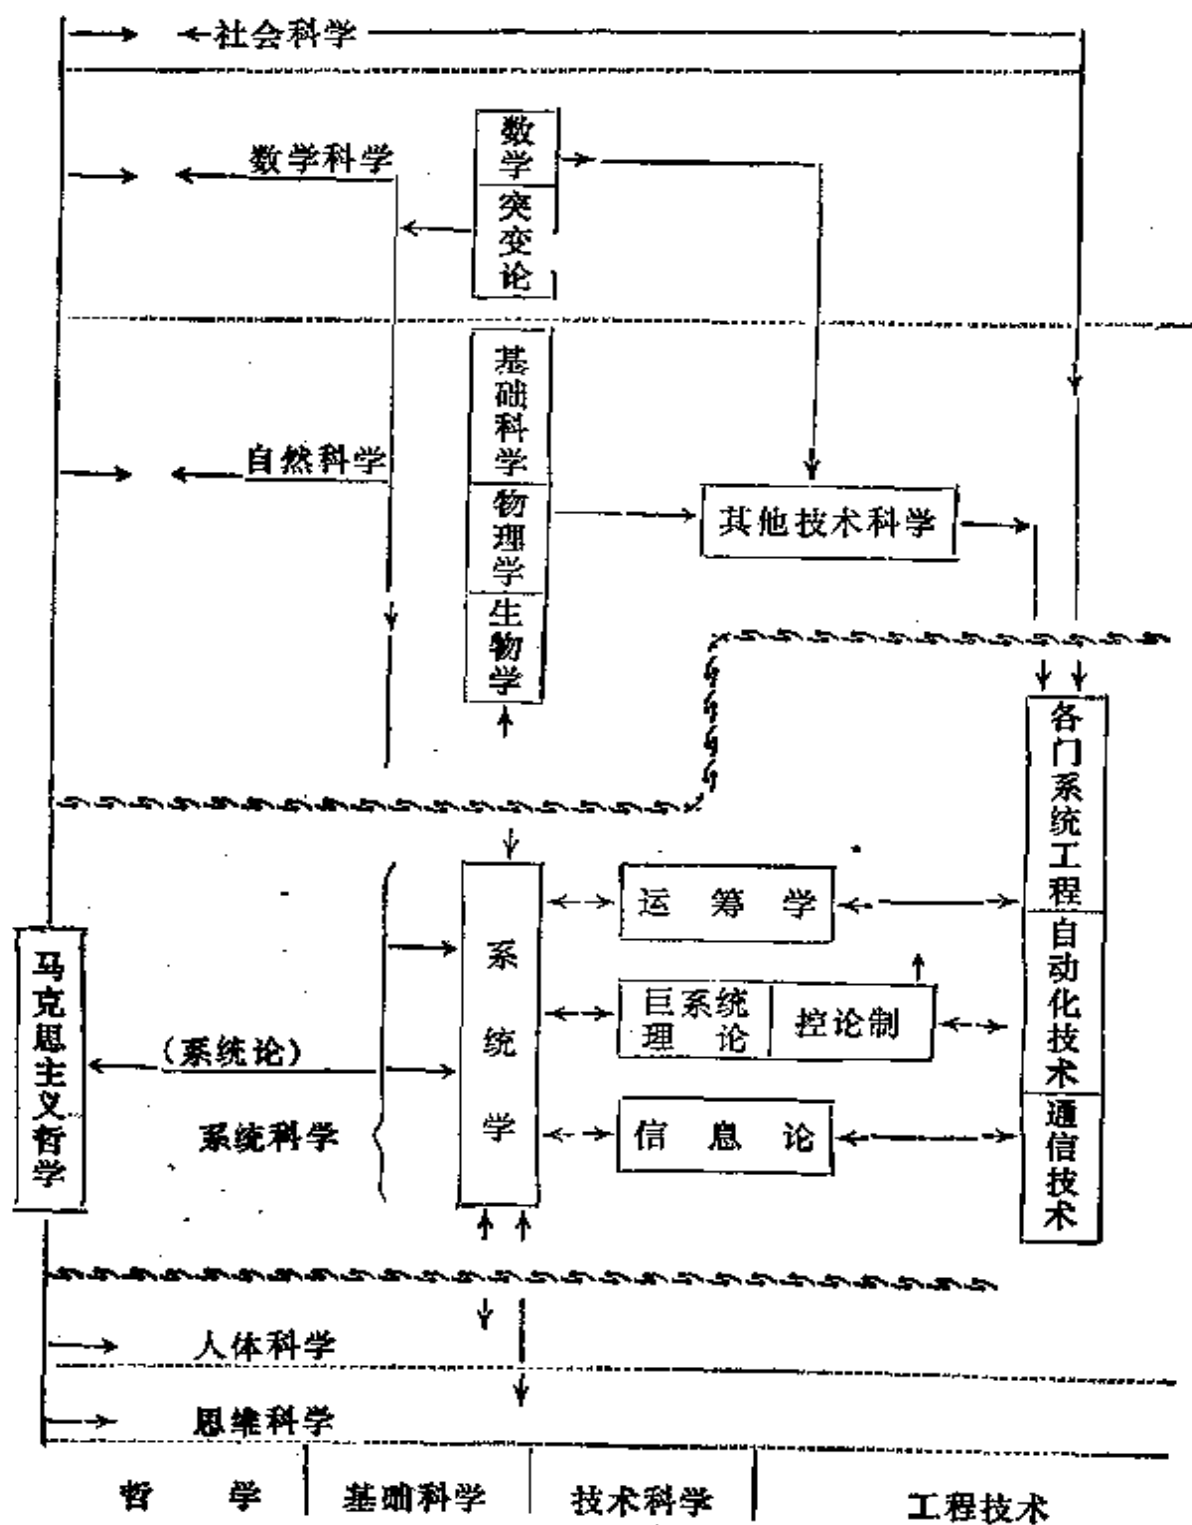 社会科学
数学科学
数学
突变论
自然科学
基础科学
物理学
生物学
其他技术科学
各门系统工程
自动化技术
通信技术
马克思主义哲学
(系统论)
系统科学
系统学
运筹学
巨系统
理论
控论制
信息论
人体科学
思维科学
哲学 基础科学 技术科学 工程技术